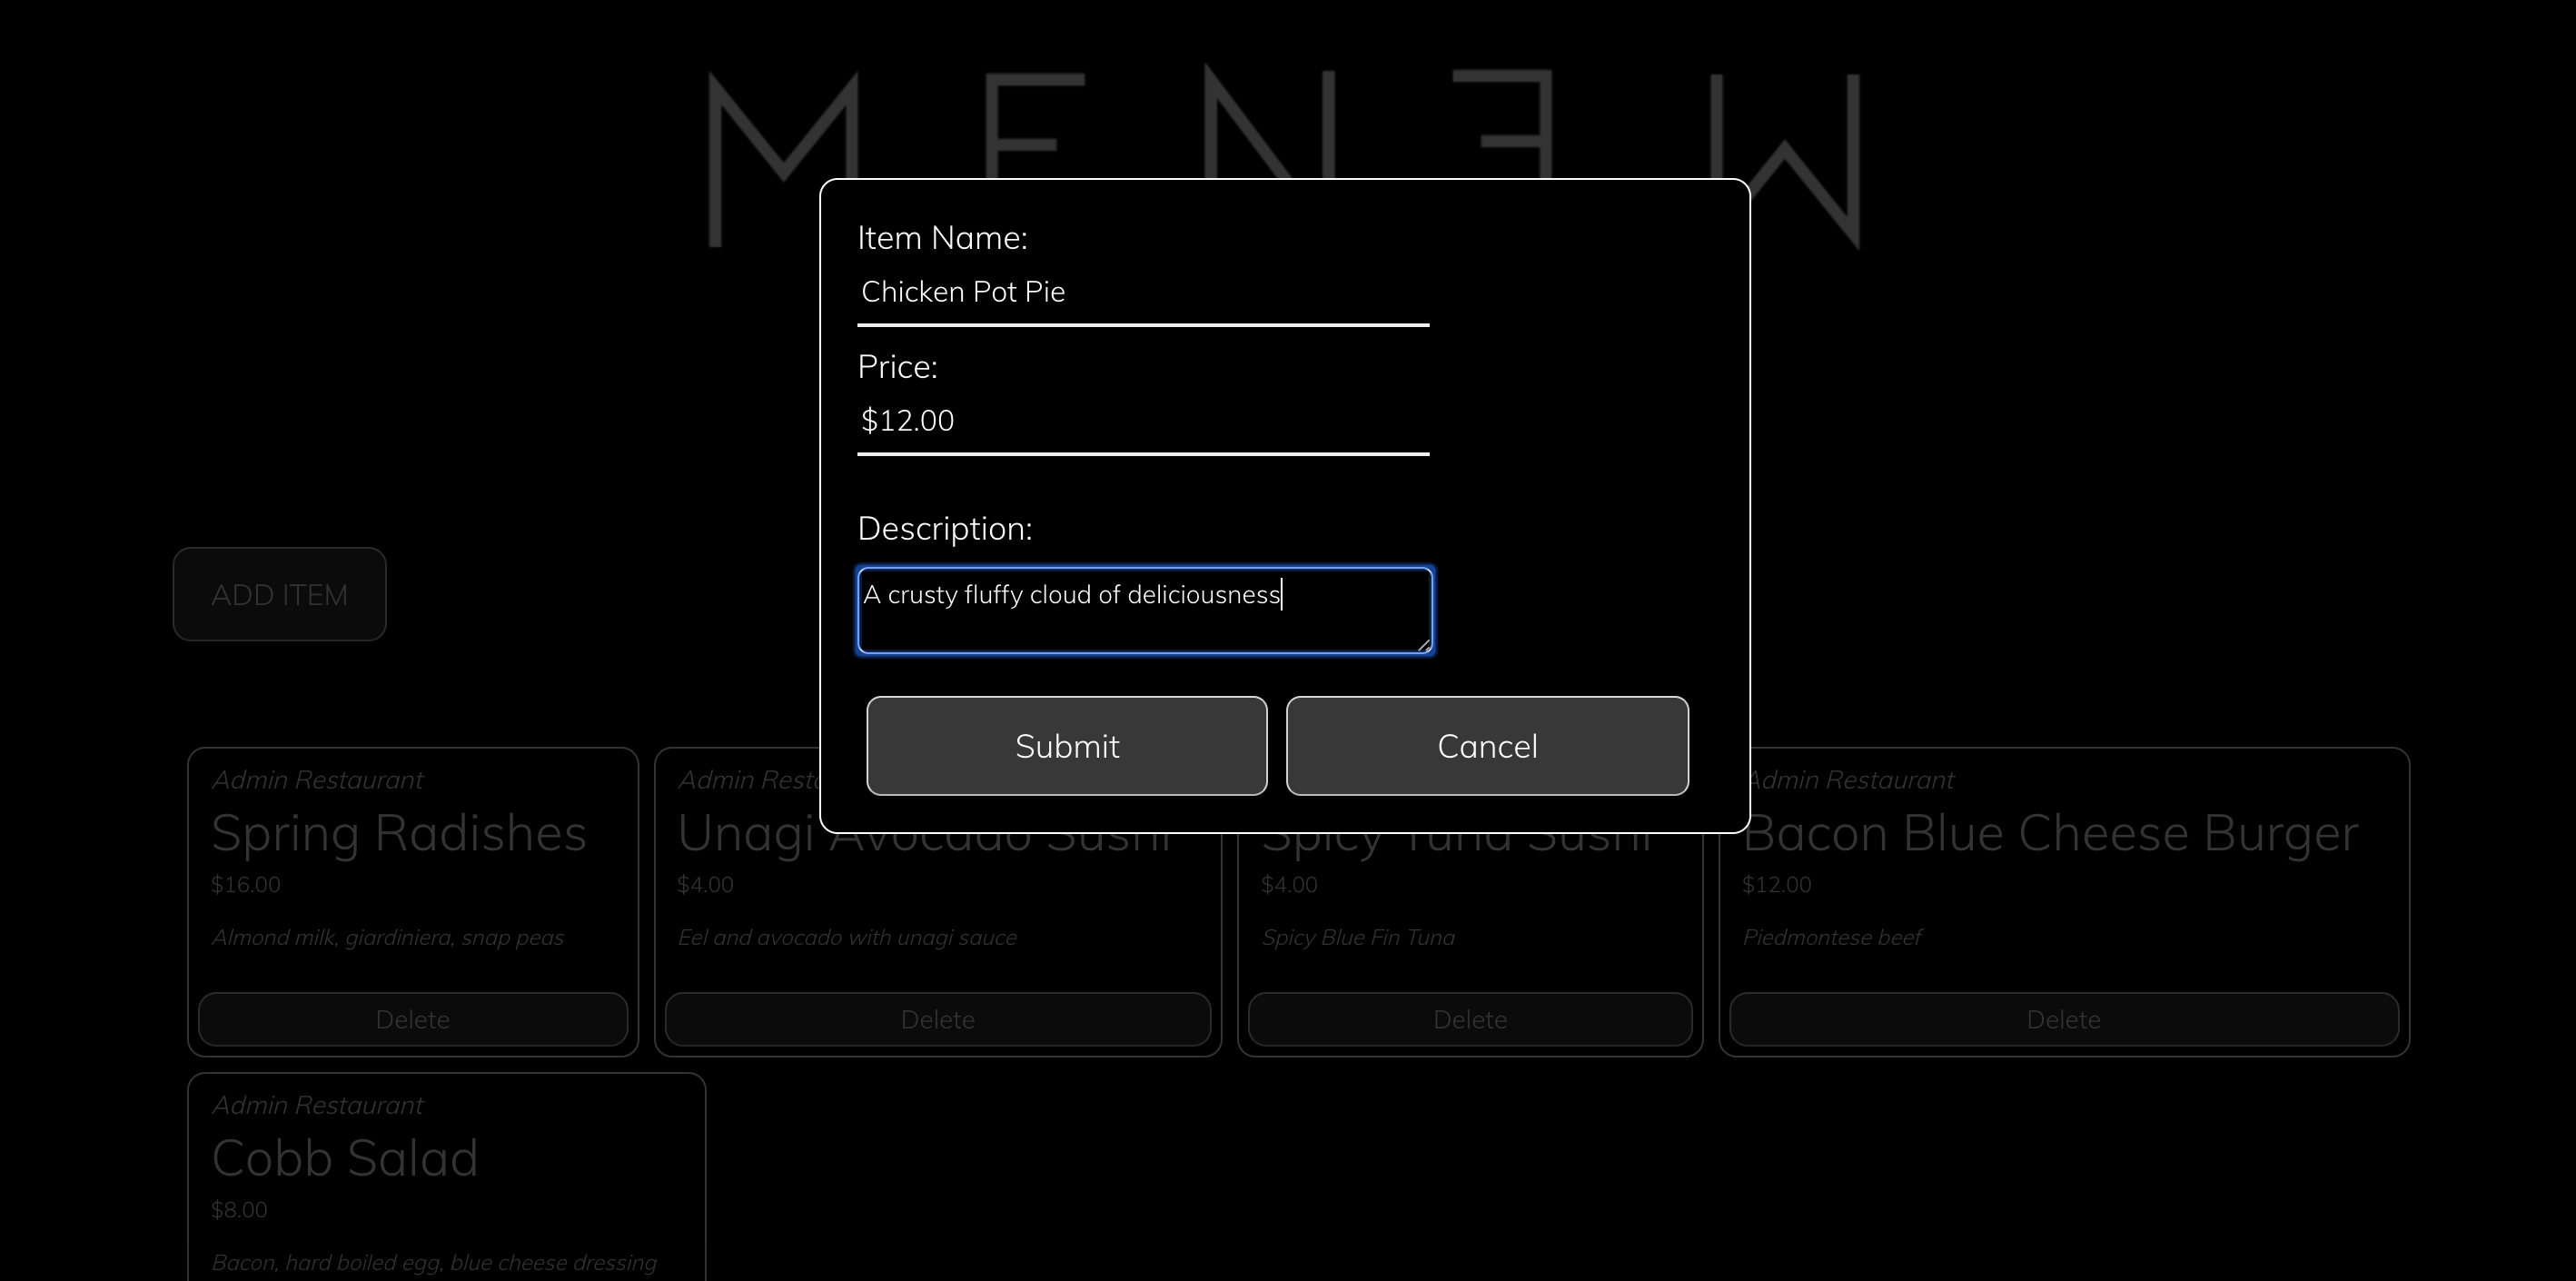 MENEW
Item Name:
Chicken Pot Pie
Price:
$12.00
Description:
A crusty fluffy cloud of deliciousness
Submit Cancel
ADD ITEM
Admin Restaurant
Spring Radishes
$16.00
Almond milk, giardiniera, snap peas
Delete
Admin Resta
Unagi Avocado Sushi
$4.00
Eel and avocado with unagi sauce
Delete
Spicy Tuna Sushi
$4.00
Spicy Blue Fin Tuna
Delete
Admin Restaurant
Bacon Blue Cheese Burger
$12.00
Piedmontese beef
Delete
Admin Restaurant
Cobb Salad
$8.00
Bacon, hard boiled egg, blue cheese dressing